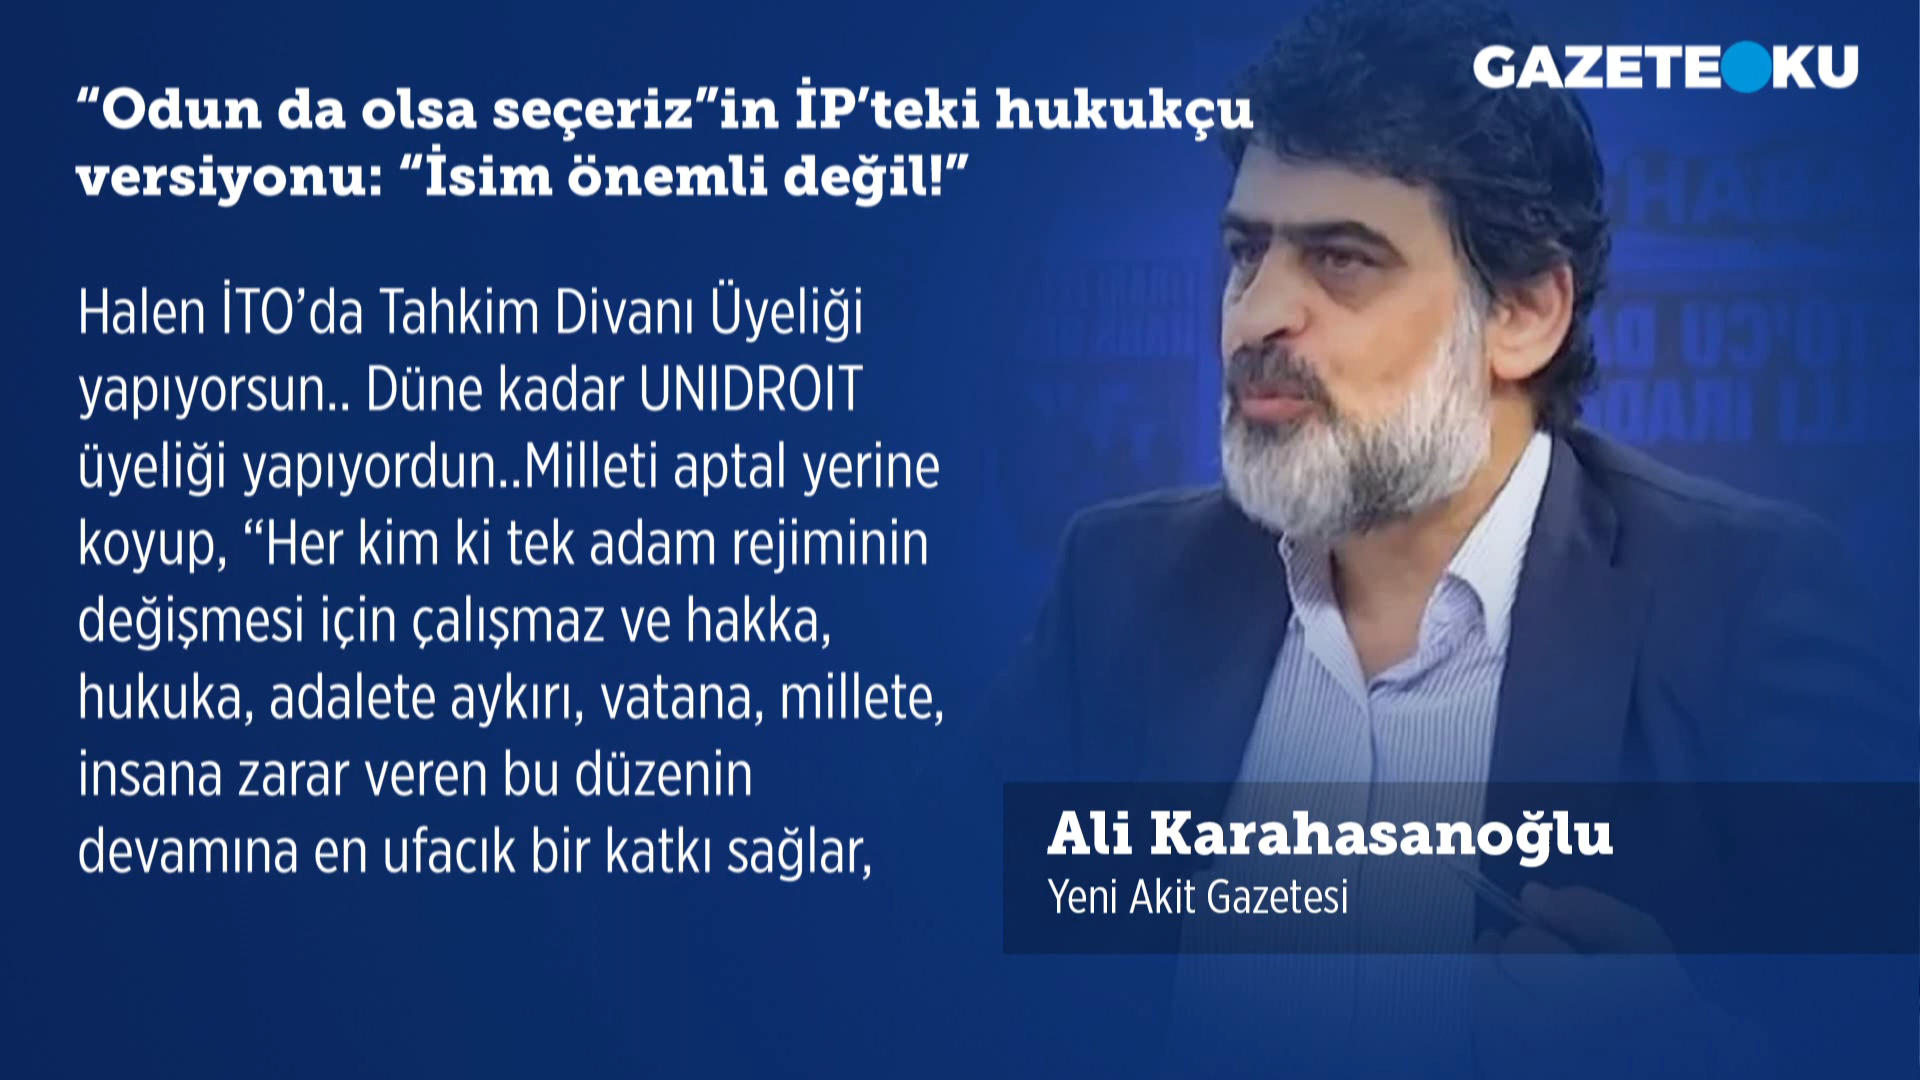 GAZETE OKU
“Odun da olsa seçeriz”in İP’teki hukukçu
versiyonu: “İsim önemli değil!”
Halen İTO’da Tahkim Divanı Üyeliği
yapıyorsun.. Düne kadar UNIDROIT
üyeliği yapıyordun..Milleti aptal yerine
koyup, “Her kim ki tek adam rejiminin
değişmesi için çalışmaz ve hakka,
hukuka, adalete aykırı, vatana, millete,
insana zarar veren bu düzenin
devamına en ufacık bir katkı sağlar,
Ali Karahasanoğlu
Yeni Akit Gazetesi